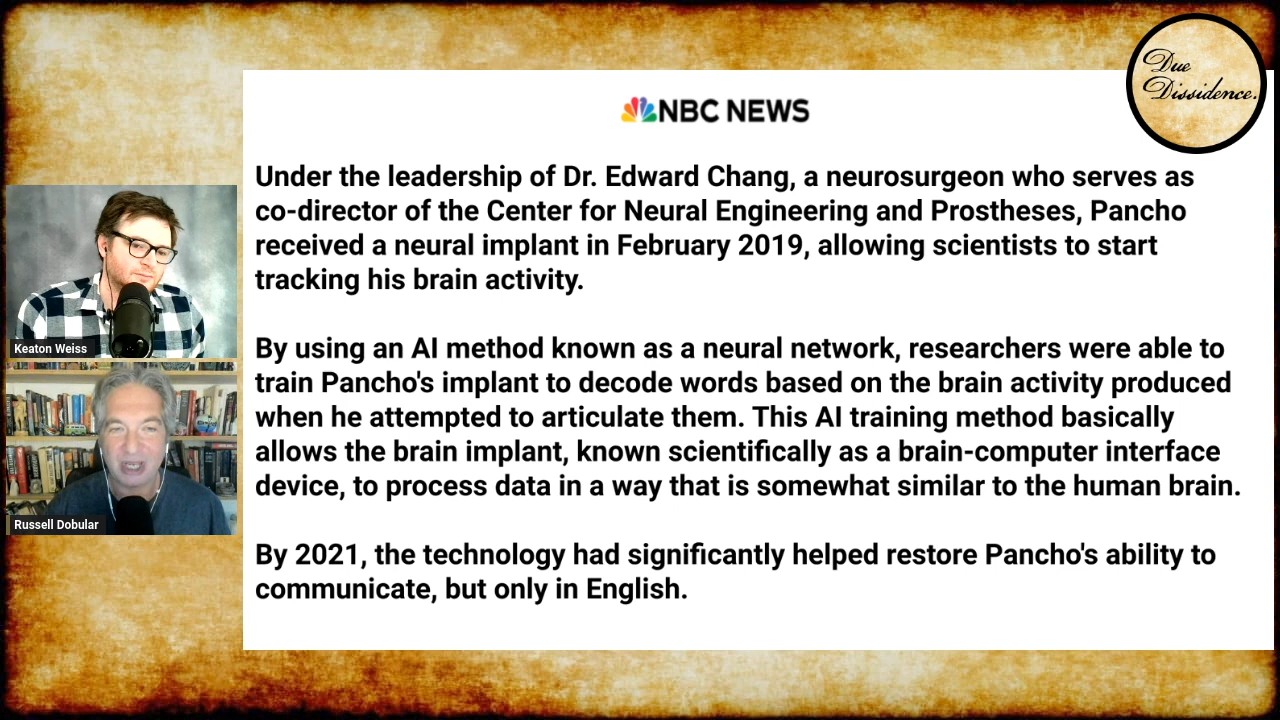 Due
Dissidence.
NBC NEWS
Under the leadership of Dr. Edward Chang, a neurosurgeon who serves as
co-director of the Center for Neural Engineering and Prostheses, Pancho
received a neural implant in February 2019, allowing scientists to start
tracking his brain activity.
By using an AI method known as a neural network, researchers were able to
train Pancho's implant to decode words based on the brain activity produced
when he attempted to articulate them. This AI training method basically
allows the brain implant, known scientifically as a brain-computer interface
device, to process data in a way that is somewhat similar to the human brain.
By 2021, the technology had significantly helped restore Pancho's ability to
communicate, but only in English.
Keaton Weiss
Russell Dobular